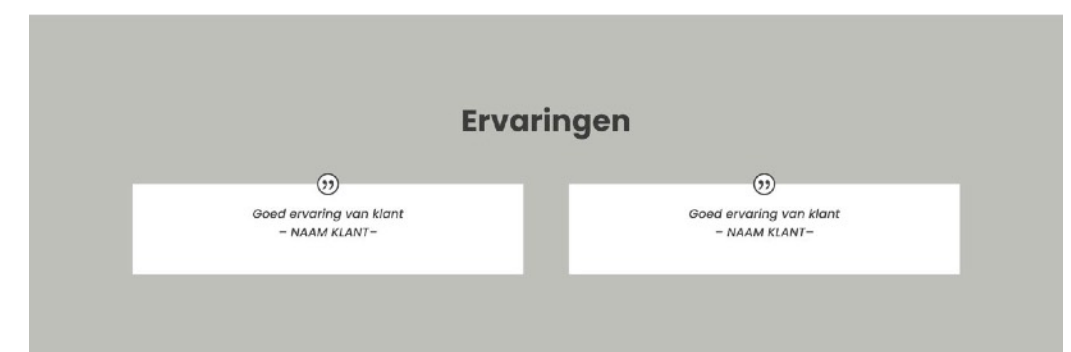 Ervaringen
Goed ervaring van klant
– NAAM KLANT–
Goed ervaring van klant
– NAAM KLANT–